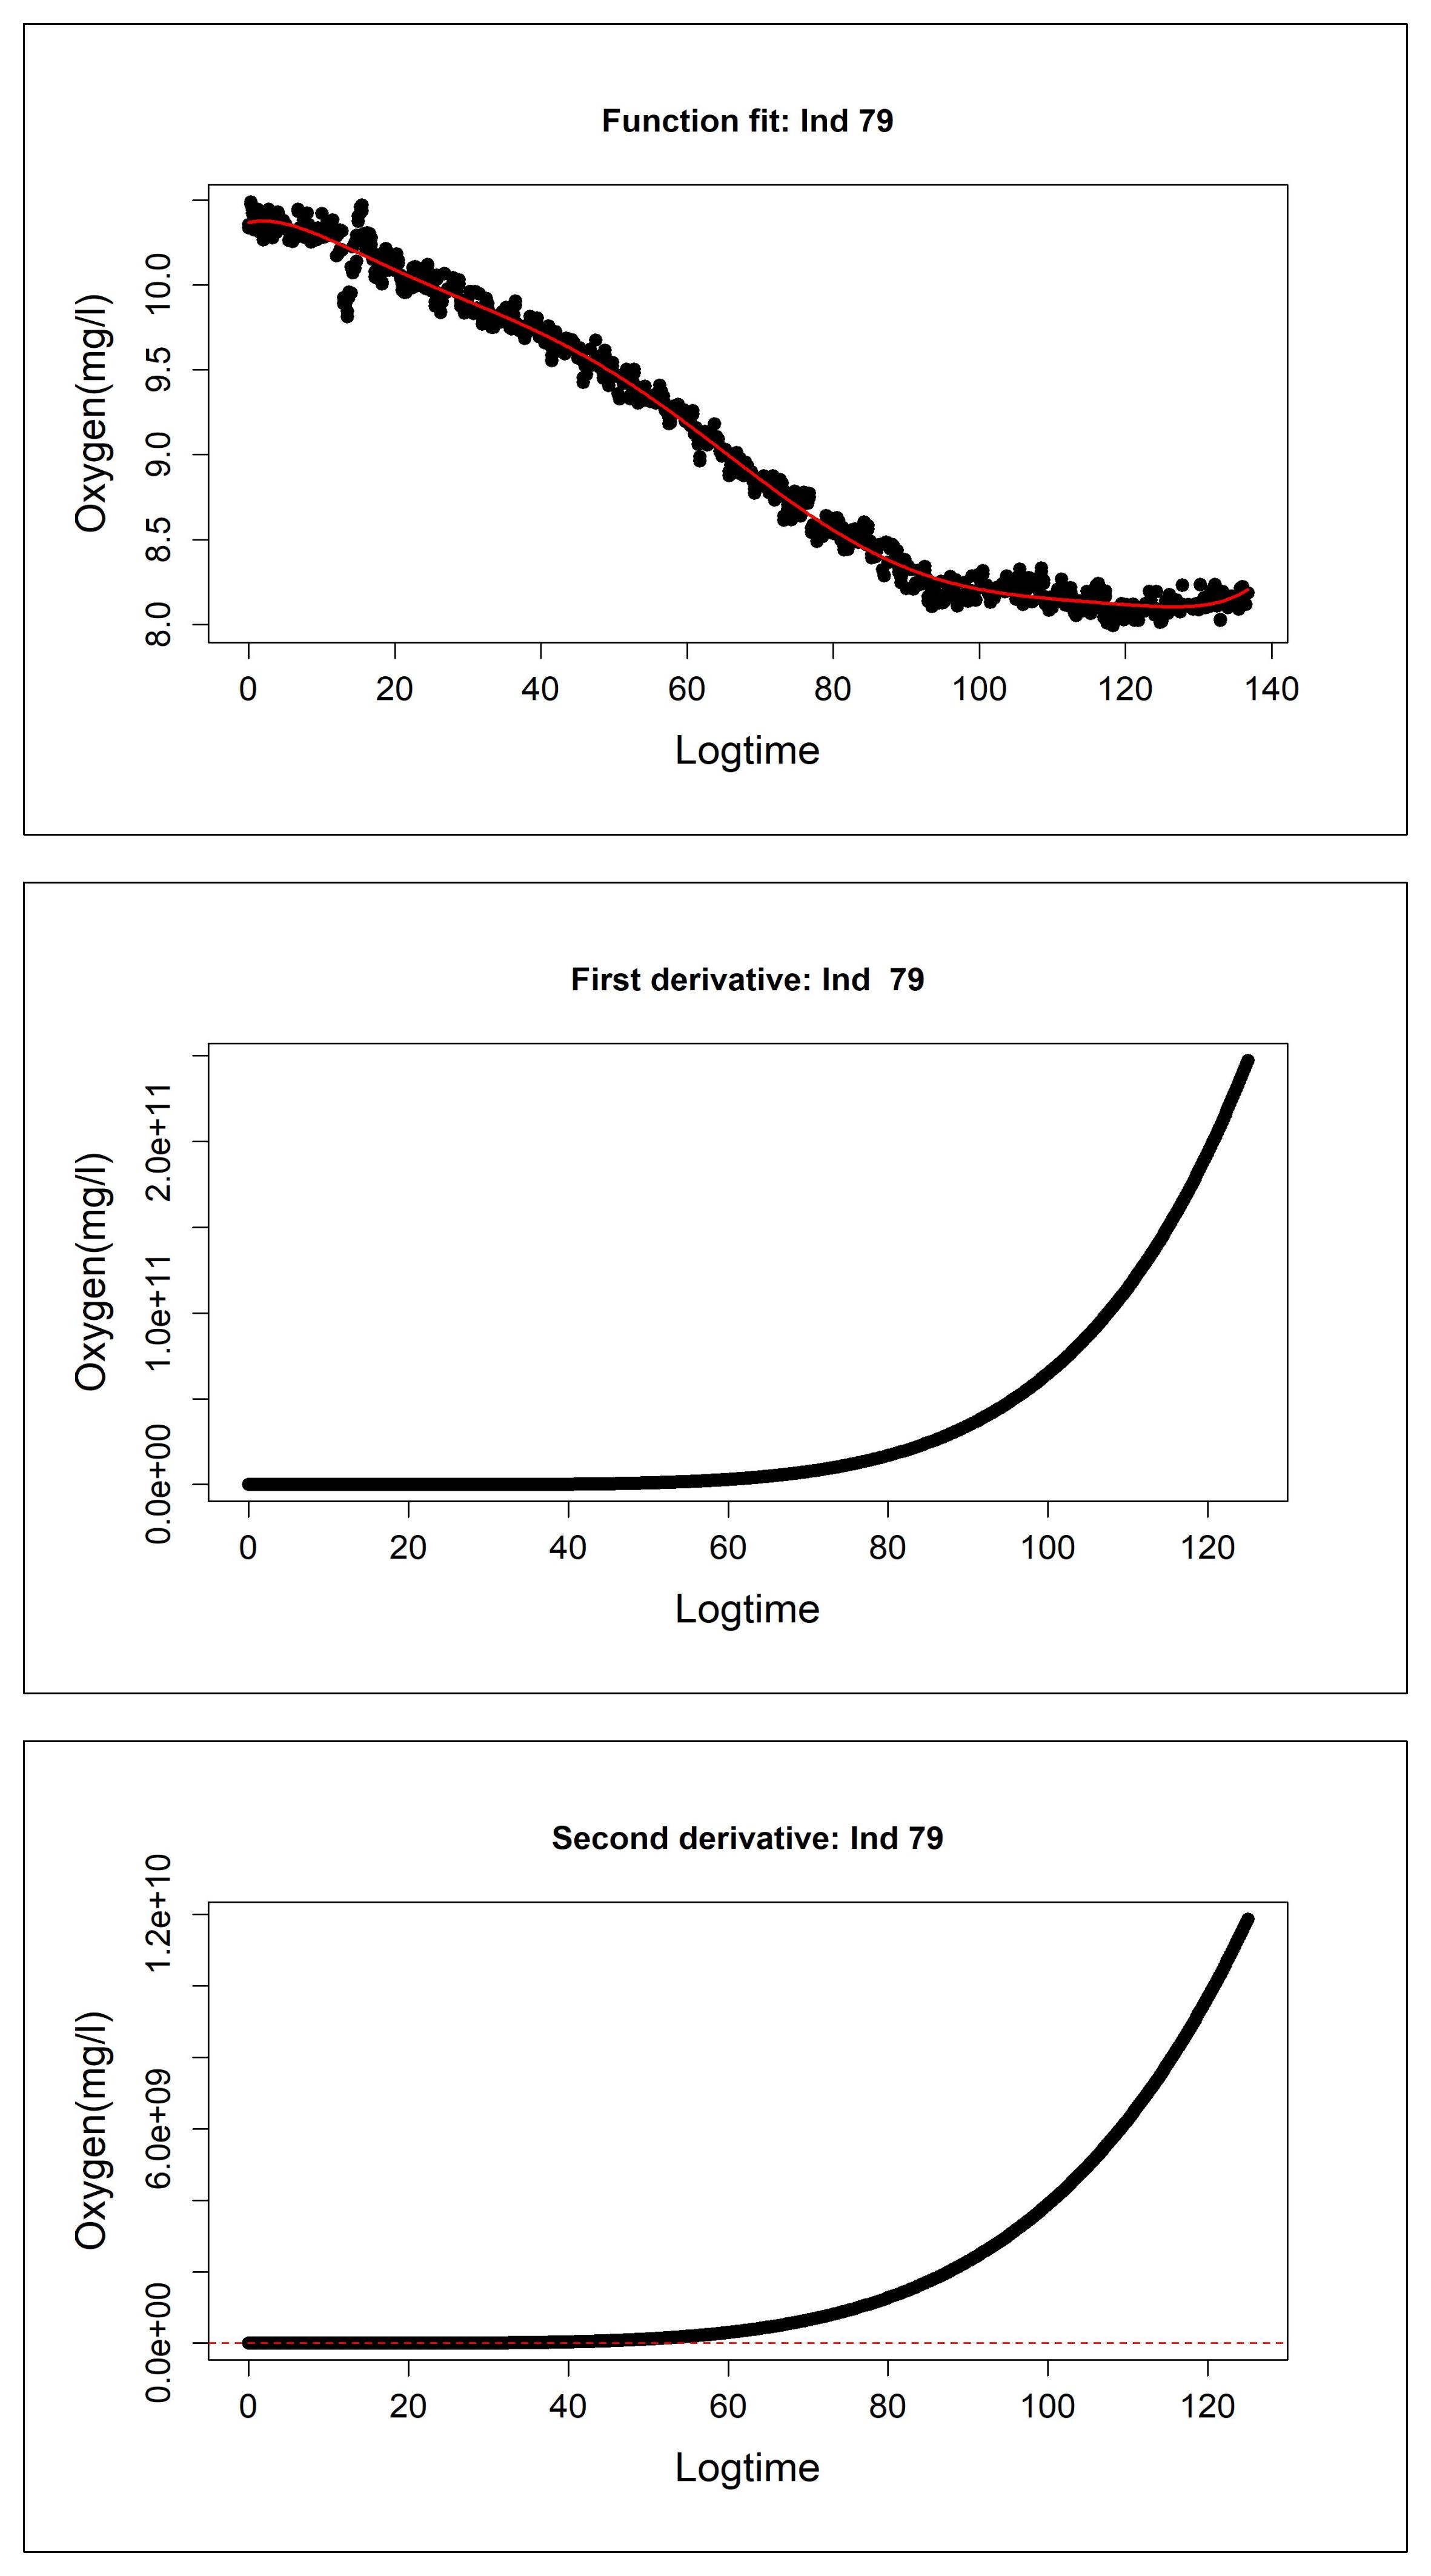 Function fit: Ind 79
Oxygen(mg/l)
10.0
9.5
9.0
8.5
8.0
0 20 40 60 80 100 120 140
Logtime
First derivative: Ind  79
Oxygen(mg/l)
2.0e+11
1.0e+11
0.0e+00
0 20 40 60 80 100 120
Logtime
Second derivative: Ind 79
Oxygen(mg/l)
1.2e+10
6.0e+09
0.0e+00
0 20 40 60 80 100 120
Logtime